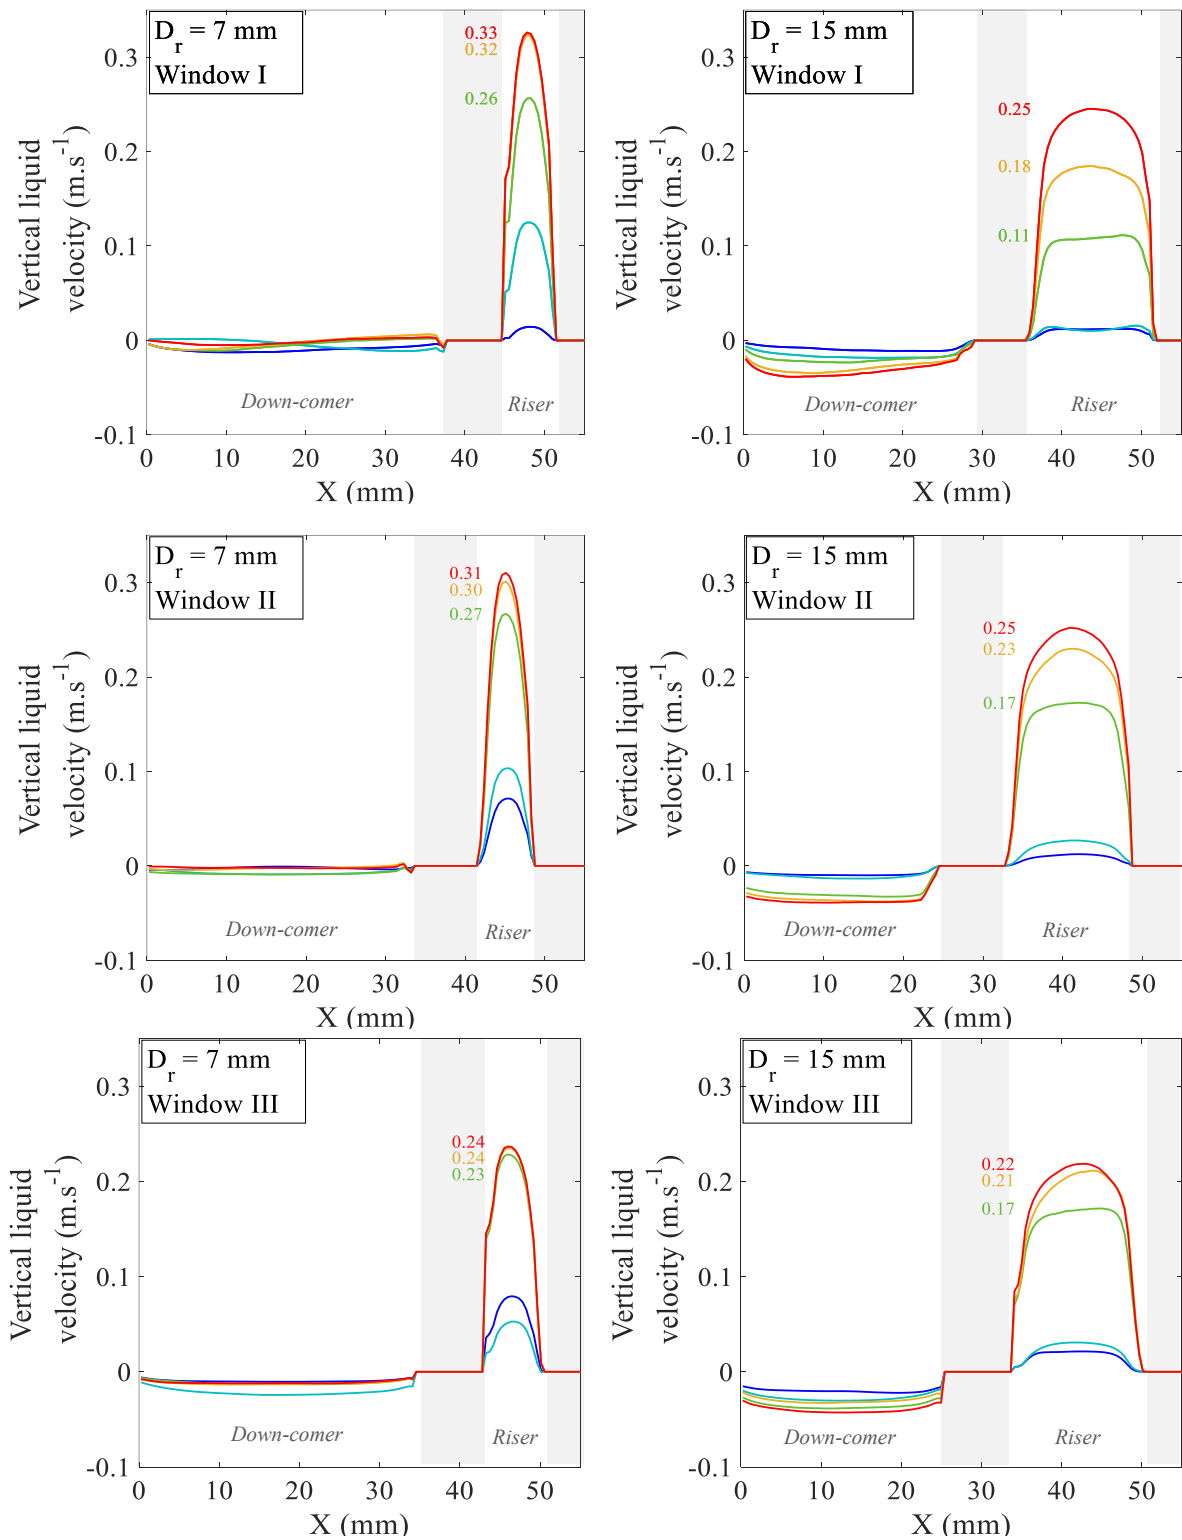 D_r = 7 mm
Window I
0.33
0.32
0.26
0.3
0.2
0.1
0
-0.1
Vertical liquid
velocity (m.s^-1)
Down-comer
Riser
0 10 20 30 40 50
X (mm)
D_r = 15 mm
Window I
0.25
0.18
0.11
0.3
0.2
0.1
0
-0.1
Vertical liquid
velocity (m.s^-1)
Down-comer
Riser
0 10 20 30 40 50
X (mm)
D_r = 7 mm
Window II
0.31
0.30
0.27
0.3
0.2
0.1
0
-0.1
Vertical liquid
velocity (m.s^-1)
Down-comer
Riser
0 10 20 30 40 50
X (mm)
D_r = 15 mm
Window II
0.25
0.23
0.17
0.3
0.2
0.1
0
-0.1
Vertical liquid
velocity (m.s^-1)
Down-comer
Riser
0 10 20 30 40 50
X (mm)
D_r = 7 mm
Window III
0.24
0.24
0.23
0.3
0.2
0.1
0
-0.1
Vertical liquid
velocity (m.s^-1)
Down-comer
Riser
0 10 20 30 40 50
X (mm)
D_r = 15 mm
Window III
0.22
0.21
0.17
0.3
0.2
0.1
0
-0.1
Vertical liquid
velocity (m.s^-1)
Down-comer
Riser
0 10 20 30 40 50
X (mm)